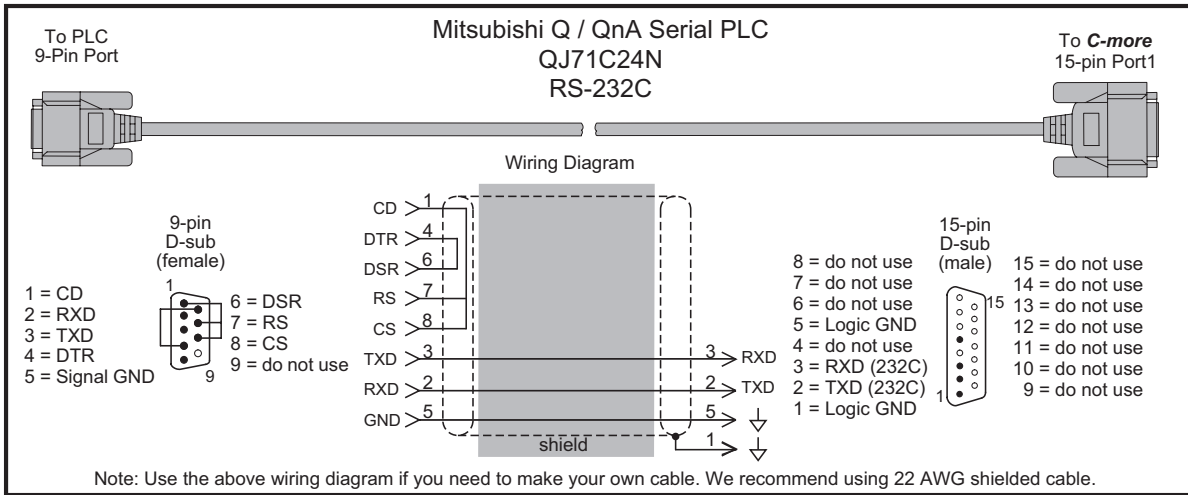 To PLC
9-Pin Port
Mitsubishi Q / QnA Serial PLC
QJ71C24N
RS-232C
To C-more
15-pin Port1
Wiring Diagram
9-pin
D-sub
(female)
1
9
1 = CD
2 = RXD
3 = TXD
4 = DTR
5 = Signal GND
6 = DSR
7 = RS
8 = CS
9 = do not use
CD 1
DTR 4
DSR 6
RS 7
CS 8
TXD 3
RXD 2
GND 5
shield
3 RXD
2 TXD
5
1
8 = do not use
7 = do not use
6 = do not use
5 = Logic GND
4 = do not use
3 = RXD (232C)
2 = TXD (232C)
1 = Logic GND
15-pin
D-sub
(male)
15
1
15 = do not use
14 = do not use
13 = do not use
12 = do not use
11 = do not use
10 = do not use
9 = do not use
Note: Use the above wiring diagram if you need to make your own cable. We recommend using 22 AWG shielded cable.